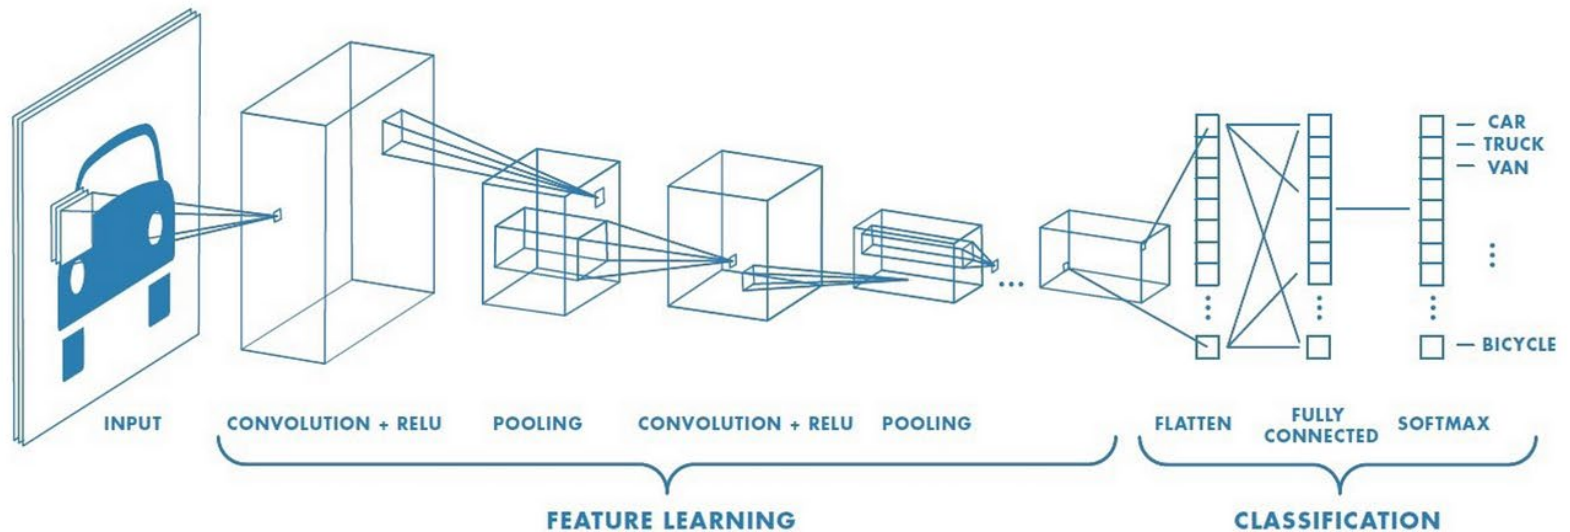 CAR
TRUCK
VAN
BICYCLE
INPUT
CONVOLUTION + RELU
POOLING
CONVOLUTION + RELU
POOLING
FLATTEN
FULLY
CONNECTED
SOFTMAX
FEATURE LEARNING
CLASSIFICATION